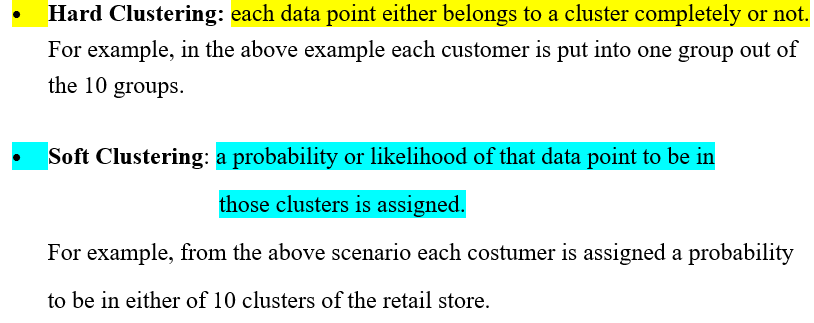 • Hard Clustering: each data point either belongs to a cluster completely or not.
For example, in the above example each customer is put into one group out of
the 10 groups.
• Soft Clustering: a probability or likelihood of that data point to be in
those clusters is assigned.
For example, from the above scenario each costumer is assigned a probability
to be in either of 10 clusters of the retail store.